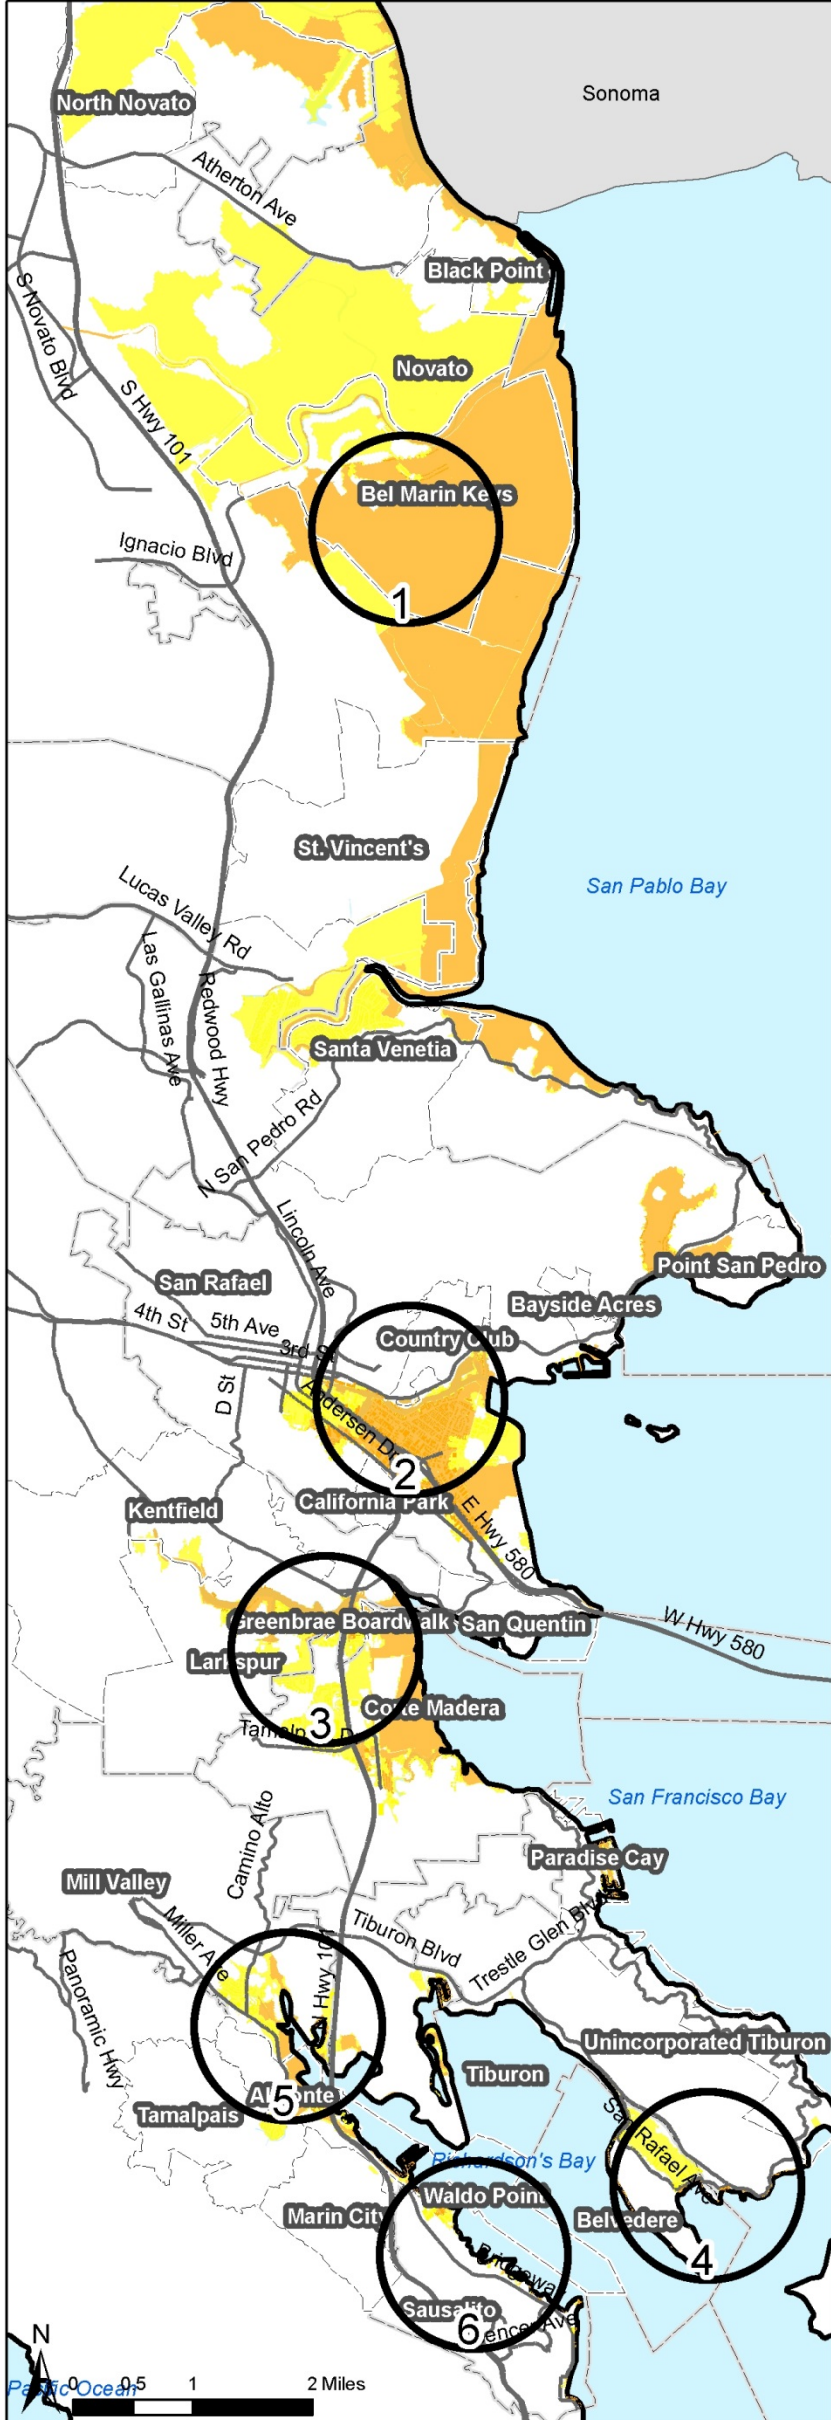 Sonoma
North Novato
Atherton Ave
Black Point
S Novato Blvd
Novato
S Hwy 101
Bel Marin Keys
Ignacio Blvd
1
St. Vincent's
San Pablo Bay
Lucas Valley Rd
Las Gallinas Ave
Redwood Hwy
Santa Venetia
N San Pedro Rd
Lincoln Ave
San Rafael
Point San Pedro
Bayside Acres
4th St
5th Ave
3rd St
Country Club
D St
Andersen Dr
2
California Park
Kentfield
E Hwy 580
Greenbrae Boardwalk
San Quentin
W Hwy 580
Larkspur
Corte Madera
3
San Francisco Bay
Camino Alto
Paradise Cay
Mill Valley
Miller Ave
N Hwy 101
Tiburon Blvd
Trestle Glen Blvd
Panoramic Hwy
Unincorporated Tiburon
Tiburon
Almonte
5
Tamalpais
San Rafael Ave
Richardson's Bay
Waldo Point
Marin City
Belvedere
4
Bridgeway
Sausalito
6
Spencer Ave
N
Pacific Ocean
0 0.5 1 2 Miles